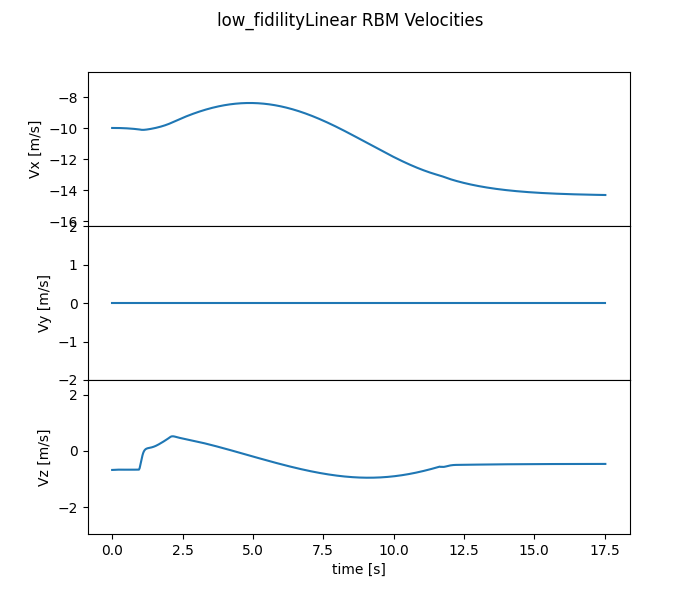 low_fidilityLinear RBM Velocities
−8
−10
−12
−14
−16
Vx [m/s]
2
1
0
−1
−2
Vy [m/s]
2
0
−2
Vz [m/s]
0.0 2.5 5.0 7.5 10.0 12.5 15.0 17.5
time [s]